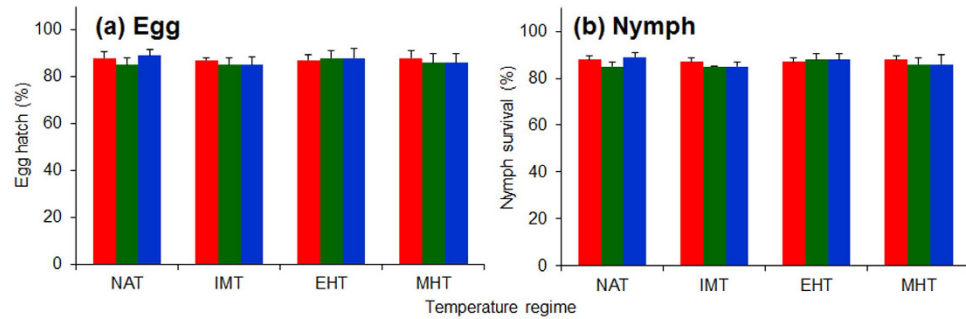 (a) Egg
Egg hatch (%)
100
80
60
40
20
0
NAT IMT EHT MHT
(b) Nymph
Nymph survival (%)
100
80
60
40
20
0
NAT IMT EHT MHT
Temperature regime